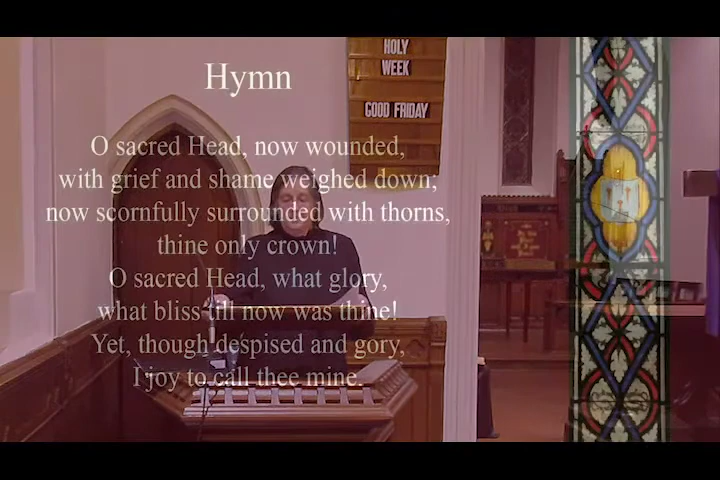 HOLY
WEEK
GOOD FRIDAY
Hymn
O sacred Head, now wounded,
with grief and shame weighed down;
now scornfully surrounded with thorns,
thine only crown!
O sacred Head, what glory,
what bliss till now was thine!
Yet, though despised and gory,
I joy to call thee mine.